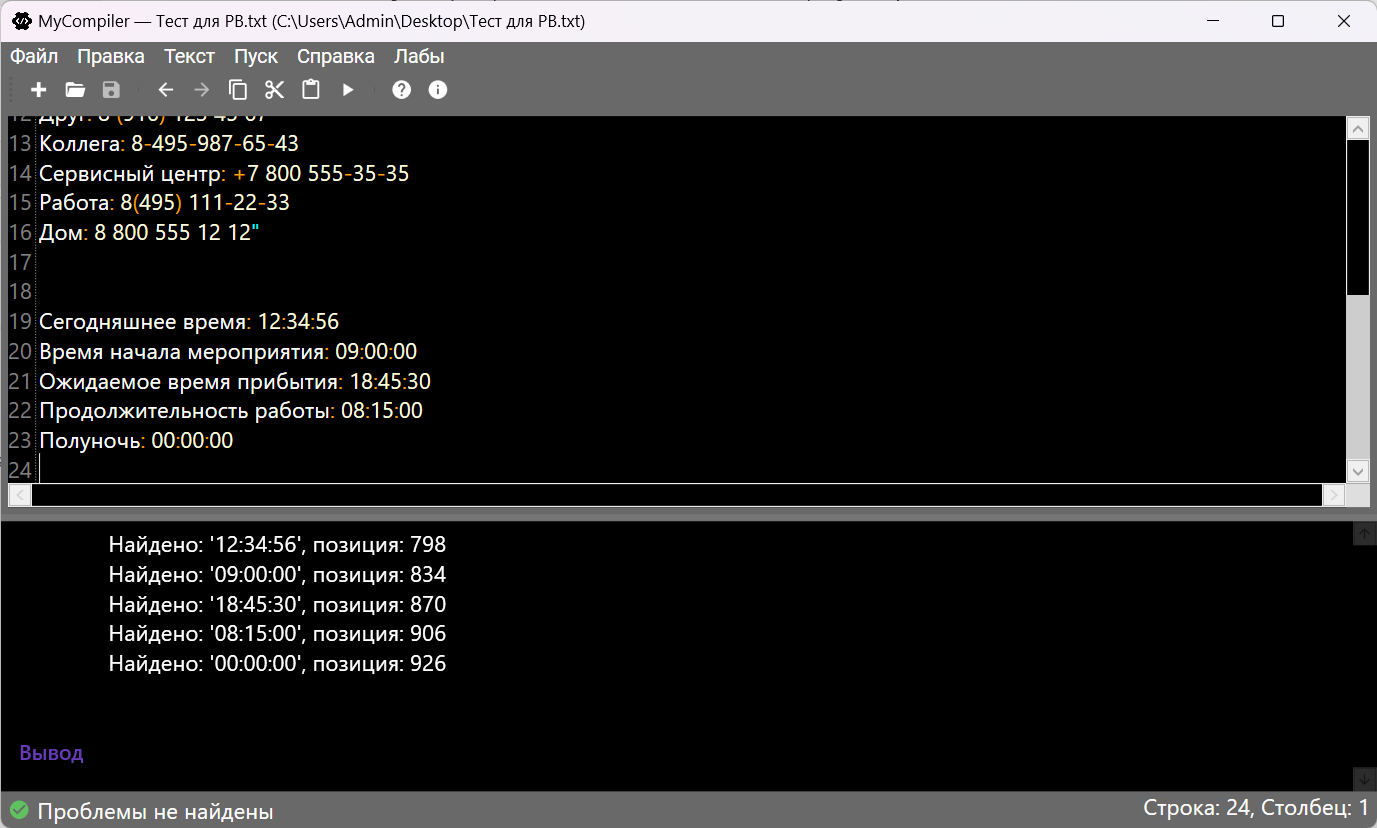 MyCompiler — Тест для РВ.txt (C:\Users\Admin\Desktop\Тест для РВ.txt)
Файл Правка Текст Пуск Справка Лабы
12 Друг: 8 (916) 123 45 67
13 Коллега: 8-495-987-65-43
14 Сервисный центр: +7 800 555-35-35
15 Работа: 8(495) 111-22-33
16 Дом: 8 800 555 12 12"
17
18
19 Сегодняшнее время: 12:34:56
20 Время начала мероприятия: 09:00:00
21 Ожидаемое время прибытия: 18:45:30
22 Продолжительность работы: 08:15:00
23 Полуночь: 00:00:00
24
Найдено: '12:34:56', позиция: 798
Найдено: '09:00:00', позиция: 834
Найдено: '18:45:30', позиция: 870
Найдено: '08:15:00', позиция: 906
Найдено: '00:00:00', позиция: 926
Вывод
Проблемы не найдены
Строка: 24, Столбец: 1